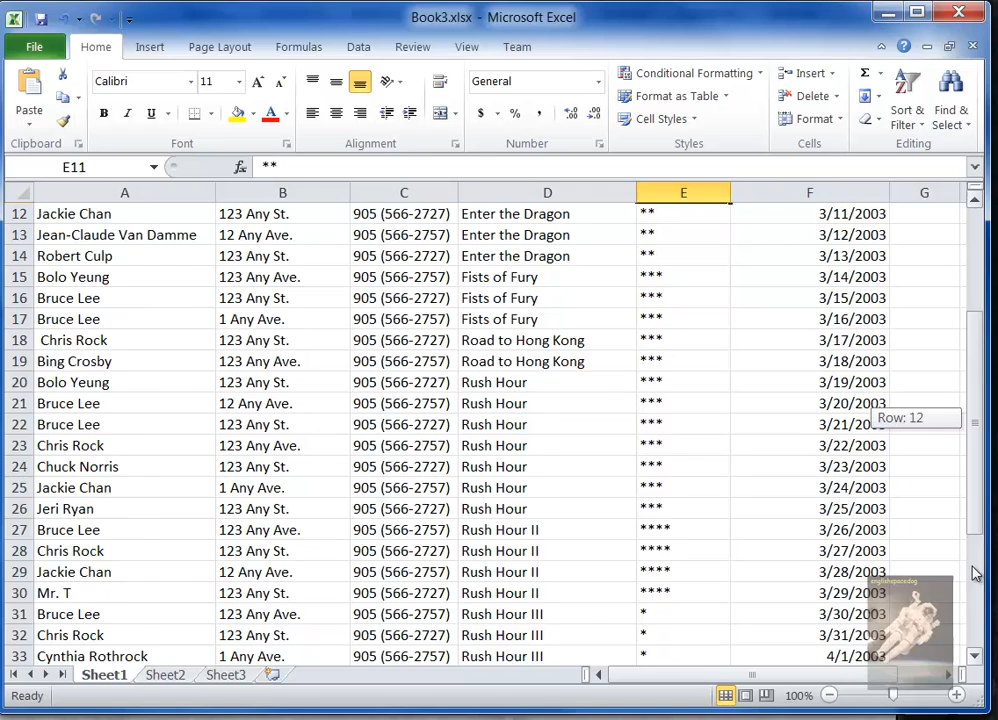 Book3.xlsx - Microsoft Excel
File Home Insert Page Layout Formulas Data Review View Team
Paste Calibri 11 General Conditional Formatting Insert Σ Sort & Filter Find & Select
B I U A $ % , Format as Table Delete
Cell Styles Format
Clipboard Font Alignment Number Styles Cells Editing
E11 fx **
A B C D E F G
12 Jackie Chan 123 Any St. 905 (566-2727) Enter the Dragon ** 3/11/2003
13 Jean-Claude Van Damme 12 Any Ave. 905 (566-2757) Enter the Dragon ** 3/12/2003
14 Robert Culp 123 Any St. 905 (566-2727) Enter the Dragon ** 3/13/2003
15 Bolo Yeung 123 Any Ave. 905 (566-2757) Fists of Fury *** 3/14/2003
16 Bruce Lee 123 Any St. 905 (566-2727) Fists of Fury *** 3/15/2003
17 Bruce Lee 1 Any Ave. 905 (566-2757) Fists of Fury *** 3/16/2003
18 Chris Rock 123 Any St. 905 (566-2727) Road to Hong Kong *** 3/17/2003
19 Bing Crosby 123 Any Ave. 905 (566-2757) Road to Hong Kong *** 3/18/2003
20 Bolo Yeung 123 Any St. 905 (566-2727) Rush Hour *** 3/19/2003
21 Bruce Lee 12 Any Ave. 905 (566-2757) Rush Hour *** 3/20/2003
Row: 12
22 Bruce Lee 123 Any St. 905 (566-2727) Rush Hour *** 3/21/2003
23 Chris Rock 123 Any Ave. 905 (566-2757) Rush Hour *** 3/22/2003
24 Chuck Norris 123 Any St. 905 (566-2727) Rush Hour *** 3/23/2003
25 Jackie Chan 1 Any Ave. 905 (566-2757) Rush Hour *** 3/24/2003
26 Jeri Ryan 123 Any St. 905 (566-2727) Rush Hour *** 3/25/2003
27 Bruce Lee 123 Any Ave. 905 (566-2757) Rush Hour II **** 3/26/2003
28 Chris Rock 123 Any St. 905 (566-2727) Rush Hour II **** 3/27/2003
29 Jackie Chan 12 Any Ave. 905 (566-2757) Rush Hour II **** 3/28/2003
englishspacedog
30 Mr. T 123 Any St. 905 (566-2727) Rush Hour II **** 3/29/2003
31 Bruce Lee 123 Any Ave. 905 (566-2757) Rush Hour III * 3/30/2003
32 Chris Rock 123 Any St. 905 (566-2727) Rush Hour III * 3/31/2003
33 Cynthia Rothrock 1 Any Ave. 905 (566-2757) Rush Hour III * 4/1/2003
Sheet1 Sheet2 Sheet3
Ready 100%